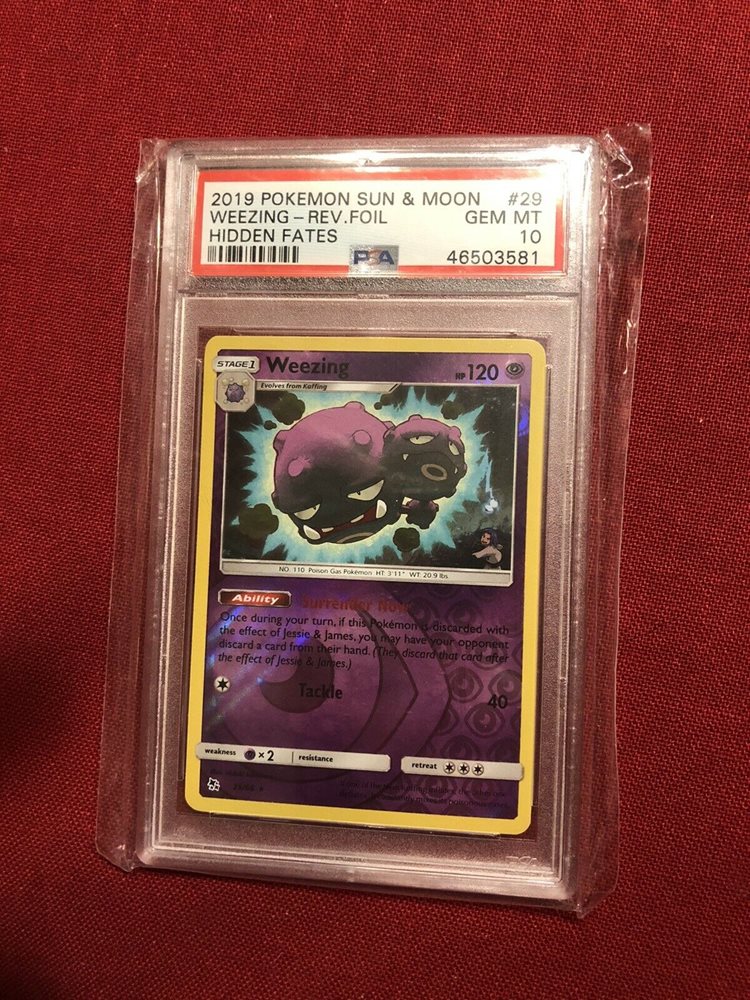 2019 POKEMON SUN & MOON #29
WEEZING - REV.FOIL GEM MT
HIDDEN FATES 10
PSA 46503581
STAGE 1 Weezing HP 120
Evolves from Koffing
NO. 110 Poison Gas Pokémon HT: 3'11" WT: 20.9 lbs
Ability Surrender Now
Once during your turn, if this Pokémon is discarded with
the effect of Jessie & James, you may have your opponent
discard a card from their hand. (They discard that card after
the effect of Jessie & James.)
Tackle 40
weakness ×2 resistance
retreat